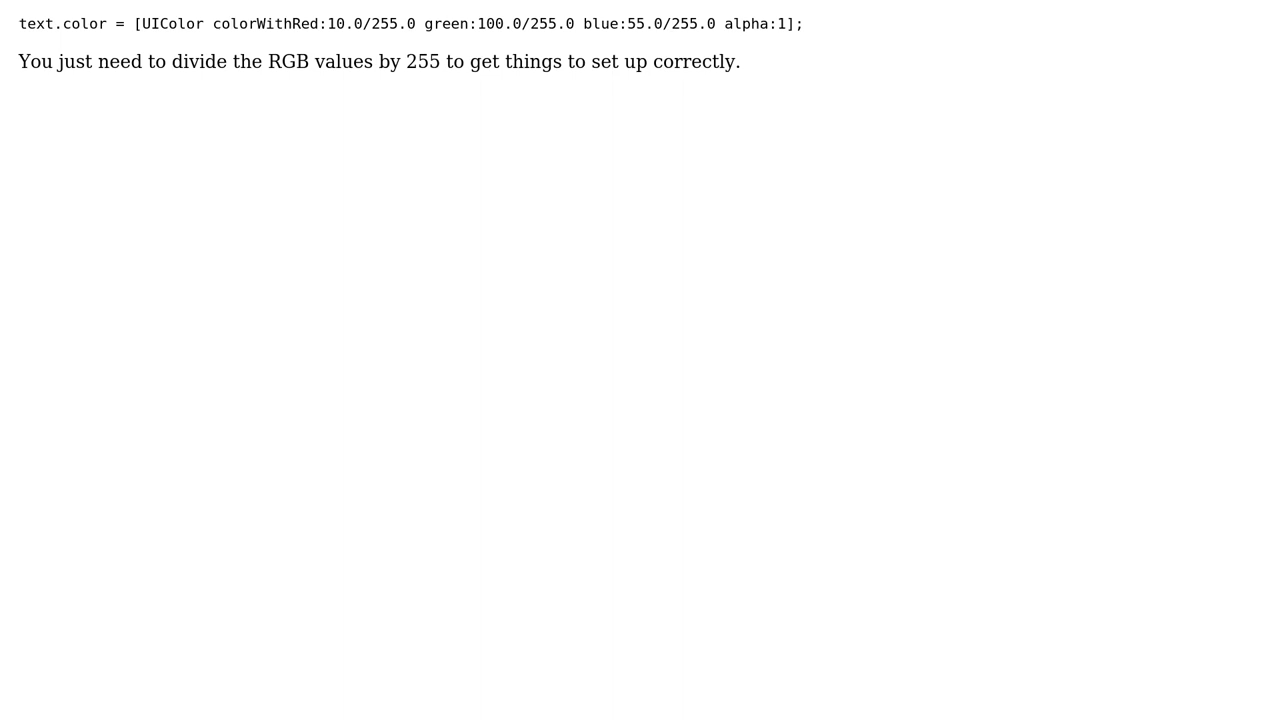 text.color = [UIColor colorWithRed:10.0/255.0 green:100.0/255.0 blue:55.0/255.0 alpha:1];
You just need to divide the RGB values by 255 to get things to set up correctly.